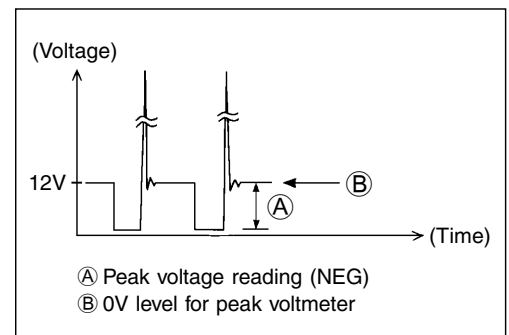 (Voltage)
12V
Ⓑ
Ⓐ
(Time)
Ⓐ Peak voltage reading (NEG)
Ⓑ 0V level for peak voltmeter